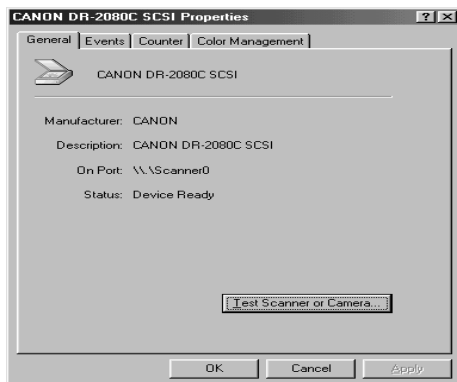 CANON DR-2080C SCSI Properties
General Events Counter Color Management
CANON DR-2080C SCSI
Manufacturer: CANON
Description: CANON DR-2080C SCSI
On Port: \\.\Scanner0
Status: Device Ready
Test Scanner or Camera...
OK Cancel Apply